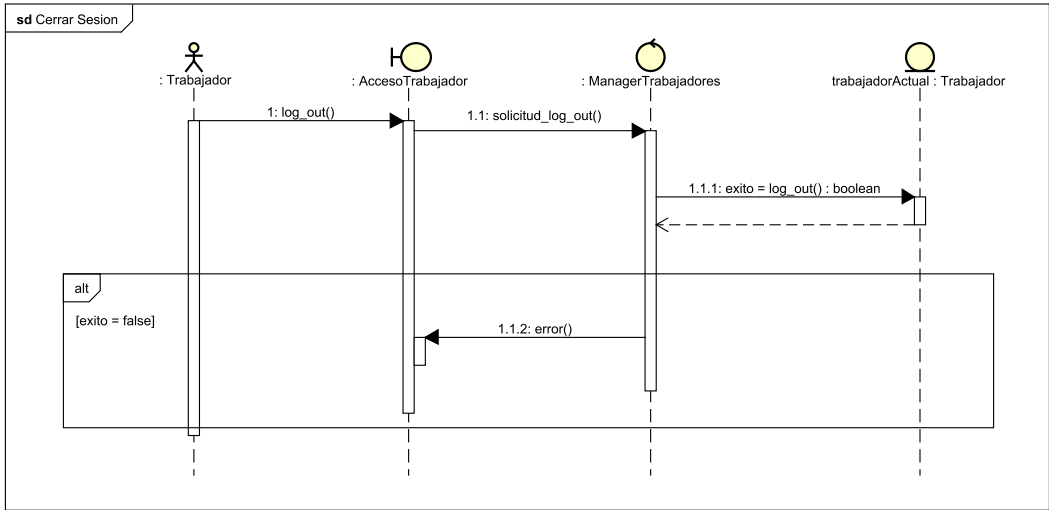 sd Cerrar Sesion
: Trabajador
: AccesoTrabajador
: ManagerTrabajadores
trabajadorActual : Trabajador
1: log_out()
1.1: solicitud_log_out()
1.1.1: exito = log_out() : boolean
alt
[exito = false]
1.1.2: error()